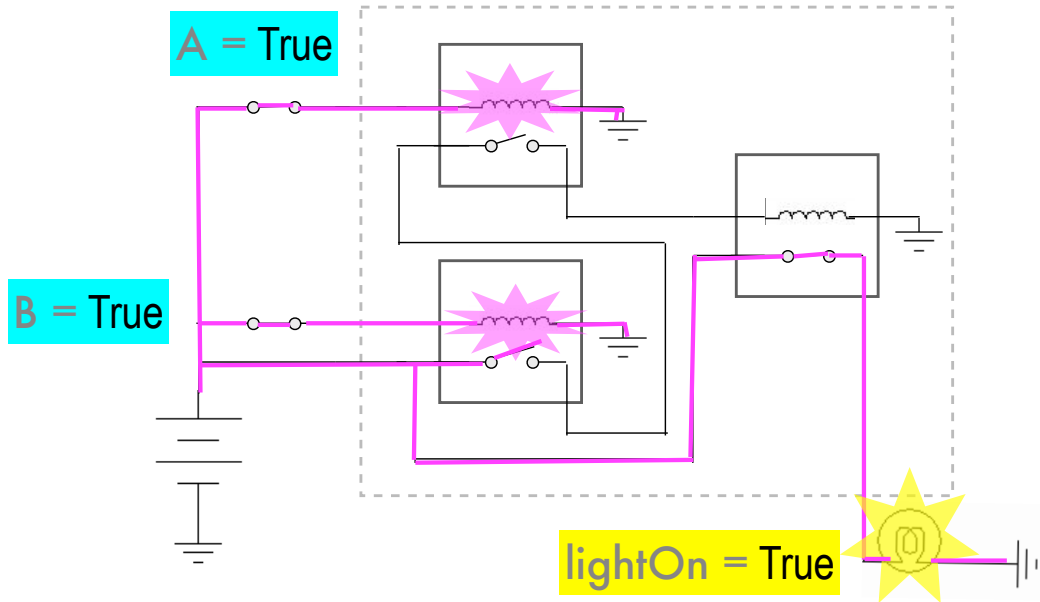 A = True
B = True
lightOn = True